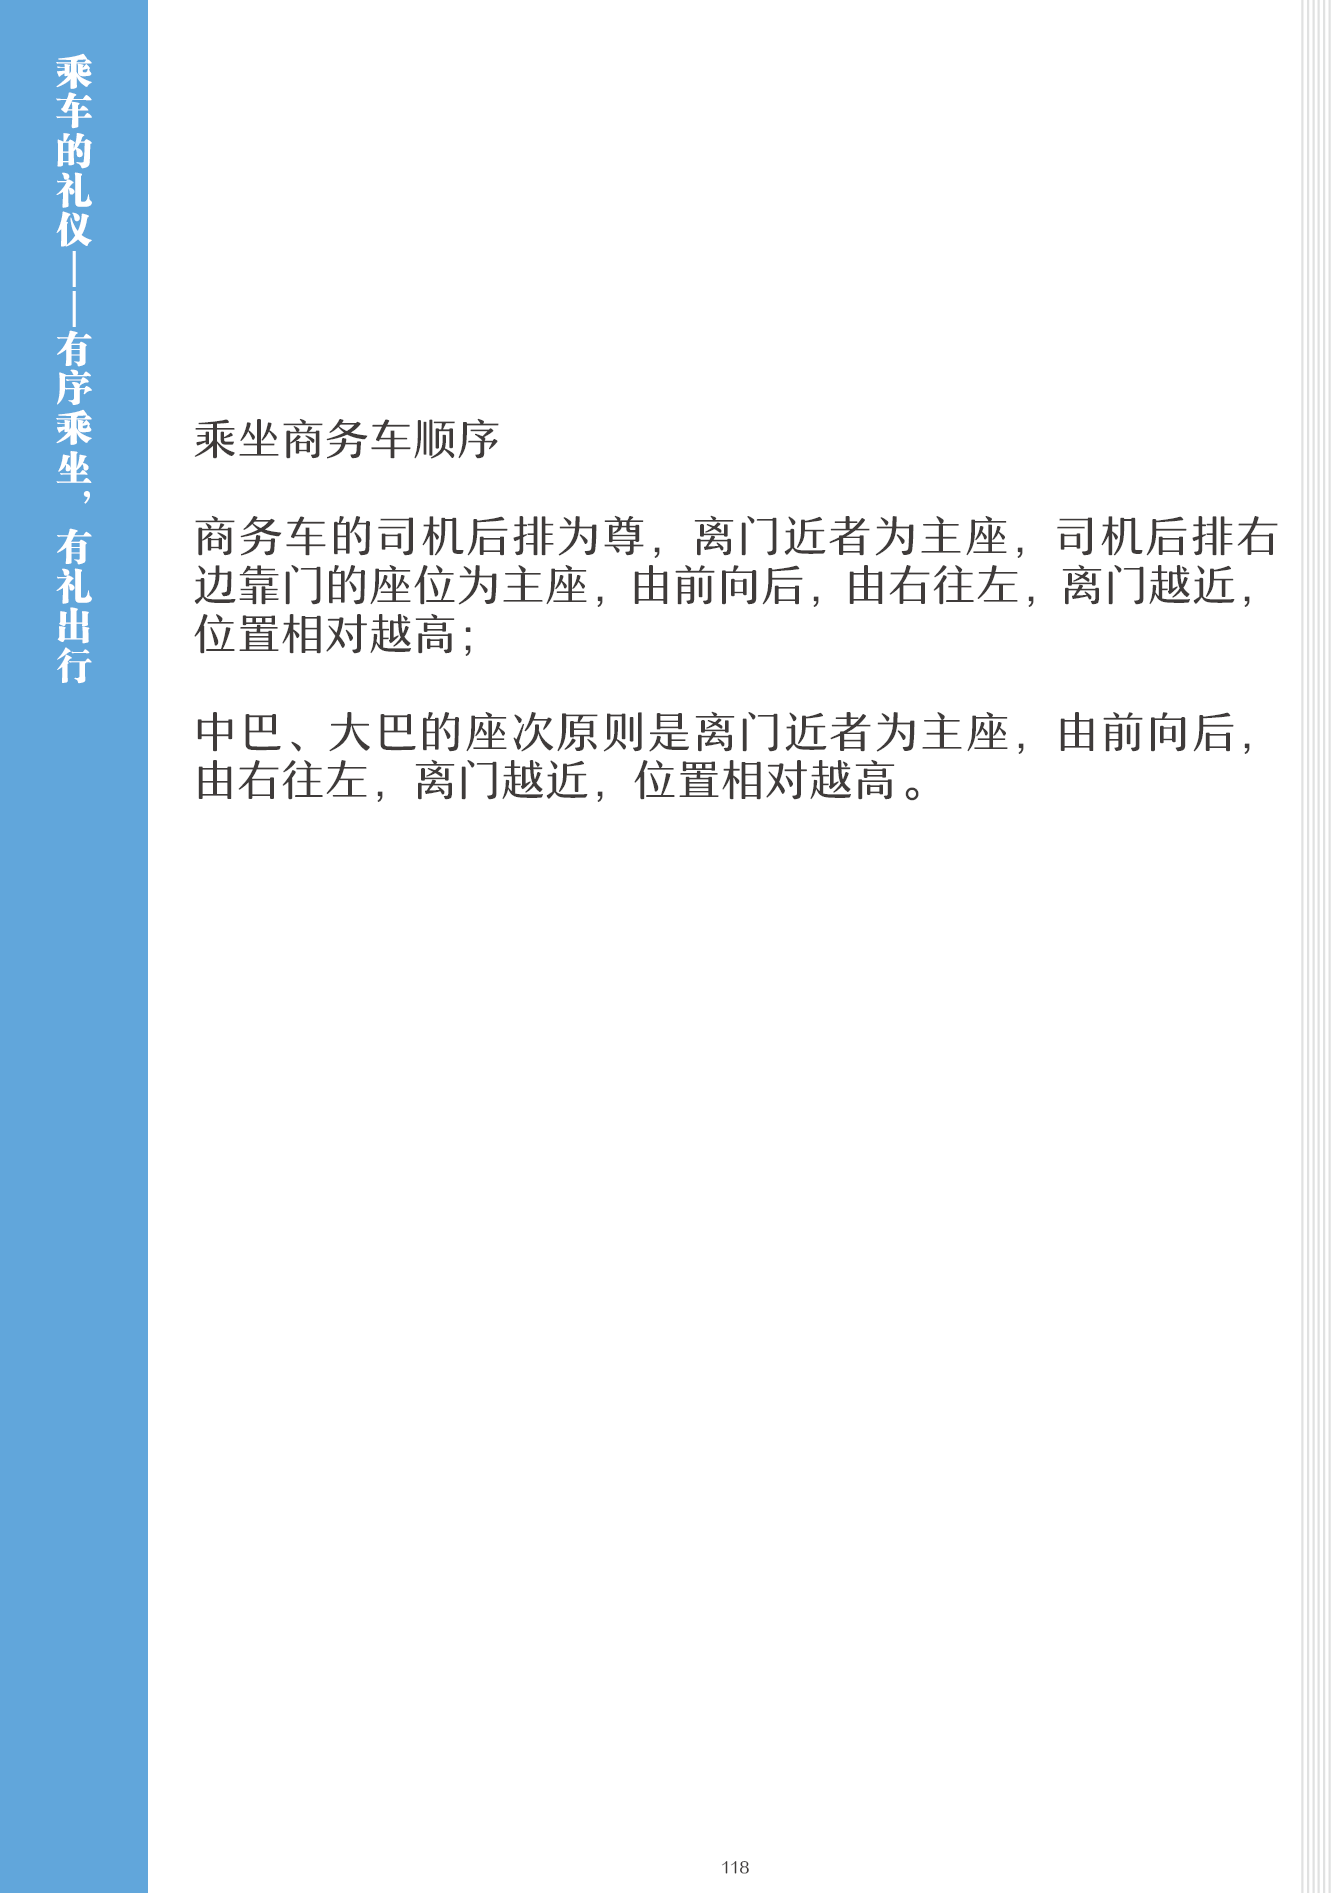 乘车的礼仪——有序乘坐，有礼出行
乘坐商务车顺序
商务车的司机后排为尊，离门近者为主座，司机后排右
边靠门的座位为主座，由前向后，由右往左，离门越近，
位置相对越高；
中巴、大巴的座次原则是离门近者为主座，由前向后，
由右往左，离门越近，位置相对越高。
118